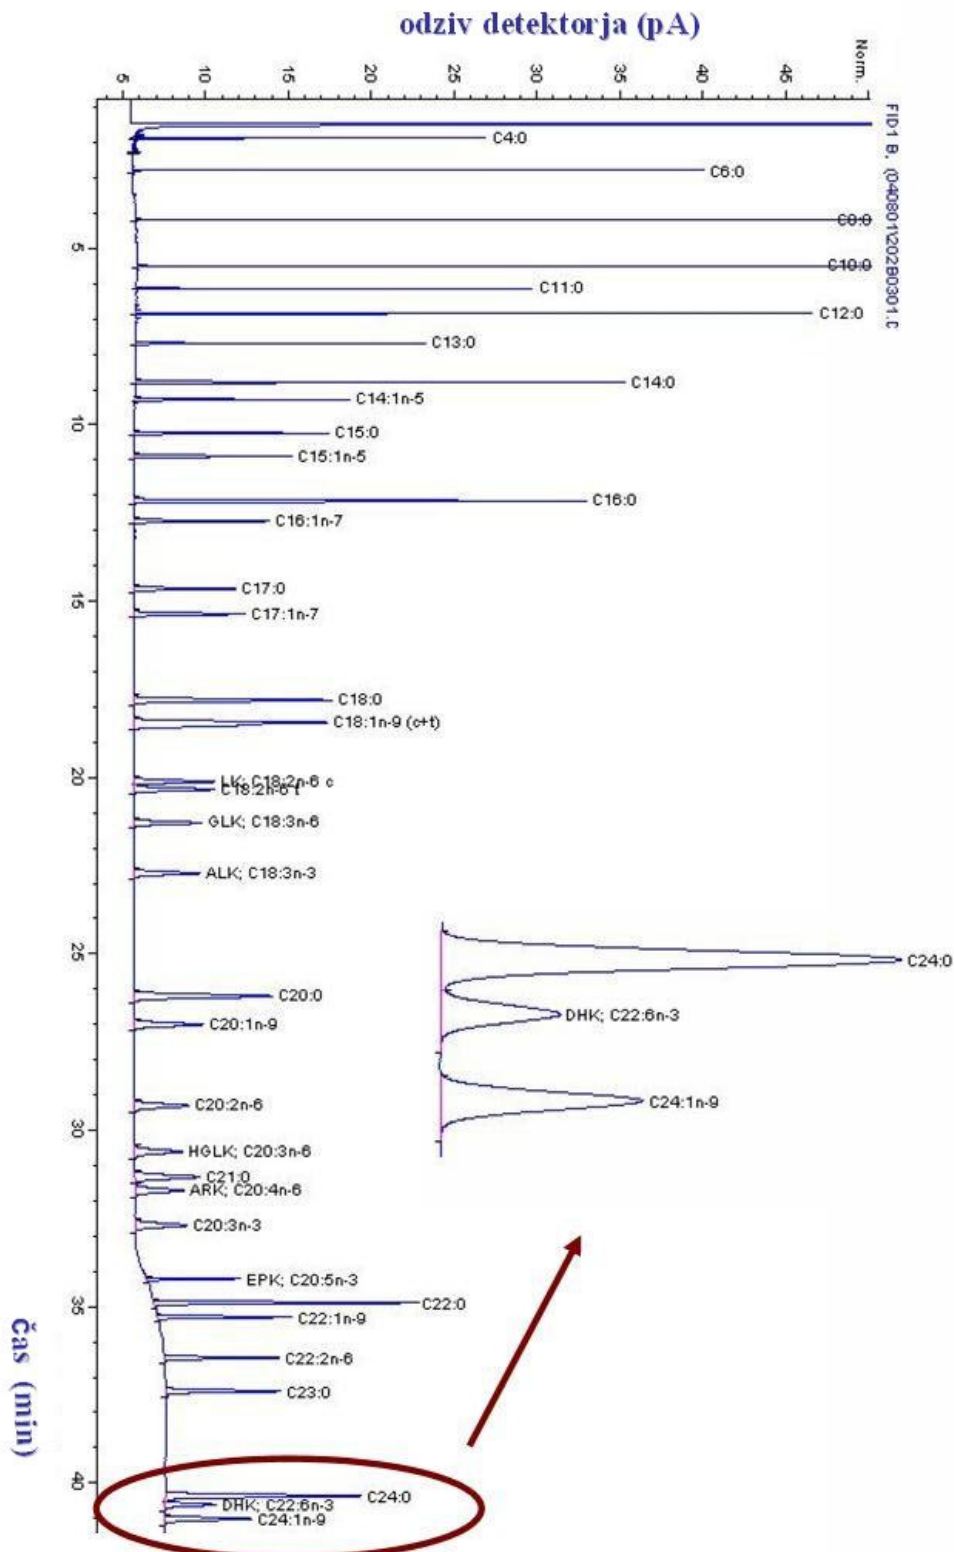 odziv detektorja (pA)
5
10
15
20
25
30
35
40
45
Norm.
FID1 B, (040801\202B0301.D
C4:0
C6:0
C8:0
5
C10:0
C11:0
C12:0
C13:0
C14:0
C14:1n-5
10
C15:0
C15:1n-5
C16:0
C16:1n-7
C17:0
15
C17:1n-7
C18:0
C18:1n-9 (c+t)
20
LK; C18:2n-6 c
C18:2n-6 t
GLK; C18:3n-6
ALK; C18:3n-3
25
C20:0
C20:1n-9
C20:2n-6
30
HGLK; C20:3n-6
C21:0
ARK; C20:4n-6
C20:3n-3
EPK; C20:5n-3
35
C22:0
C22:1n-9
C22:2n-6
C23:0
40
C24:0
DHK; C22:6n-3
C24:1n-9
C24:0
DHK; C22:6n-3
C24:1n-9
čas (min)